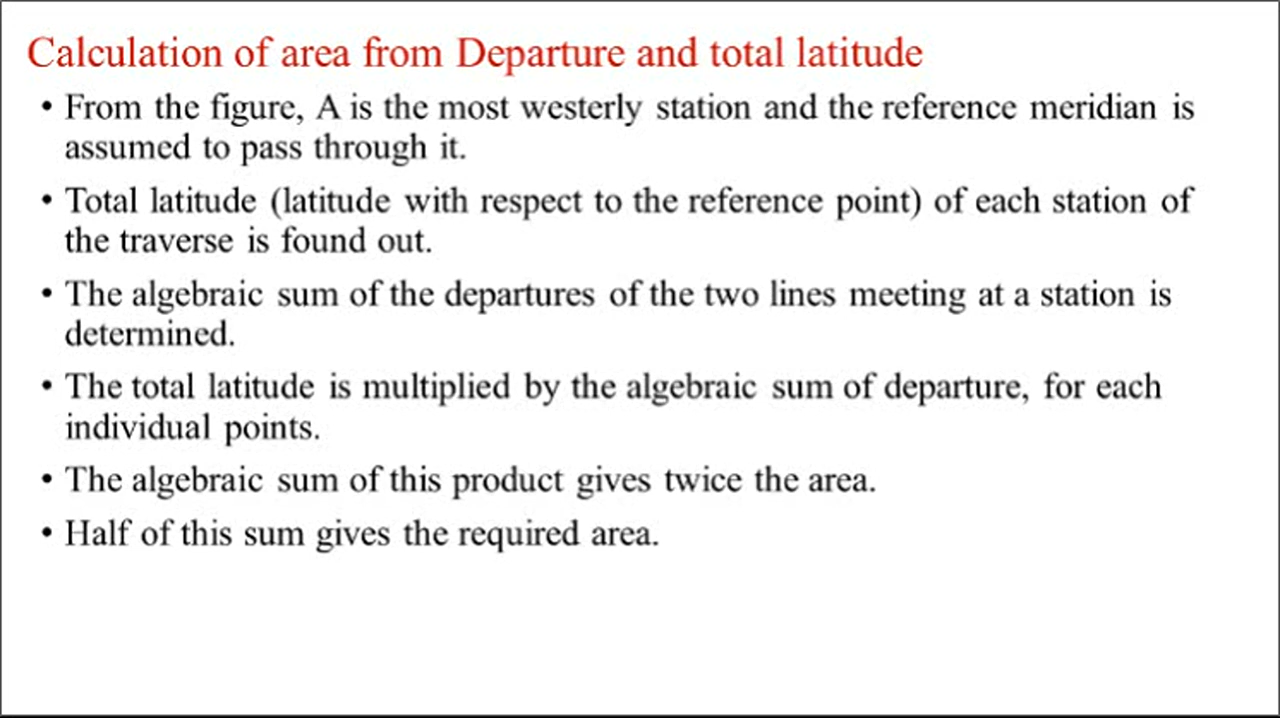 Calculation of area from Departure and total latitude
• From the figure, A is the most westerly station and the reference meridian is
assumed to pass through it.
• Total latitude (latitude with respect to the reference point) of each station of
the traverse is found out.
• The algebraic sum of the departures of the two lines meeting at a station is
determined.
• The total latitude is multiplied by the algebraic sum of departure, for each
individual points.
• The algebraic sum of this product gives twice the area.
• Half of this sum gives the required area.